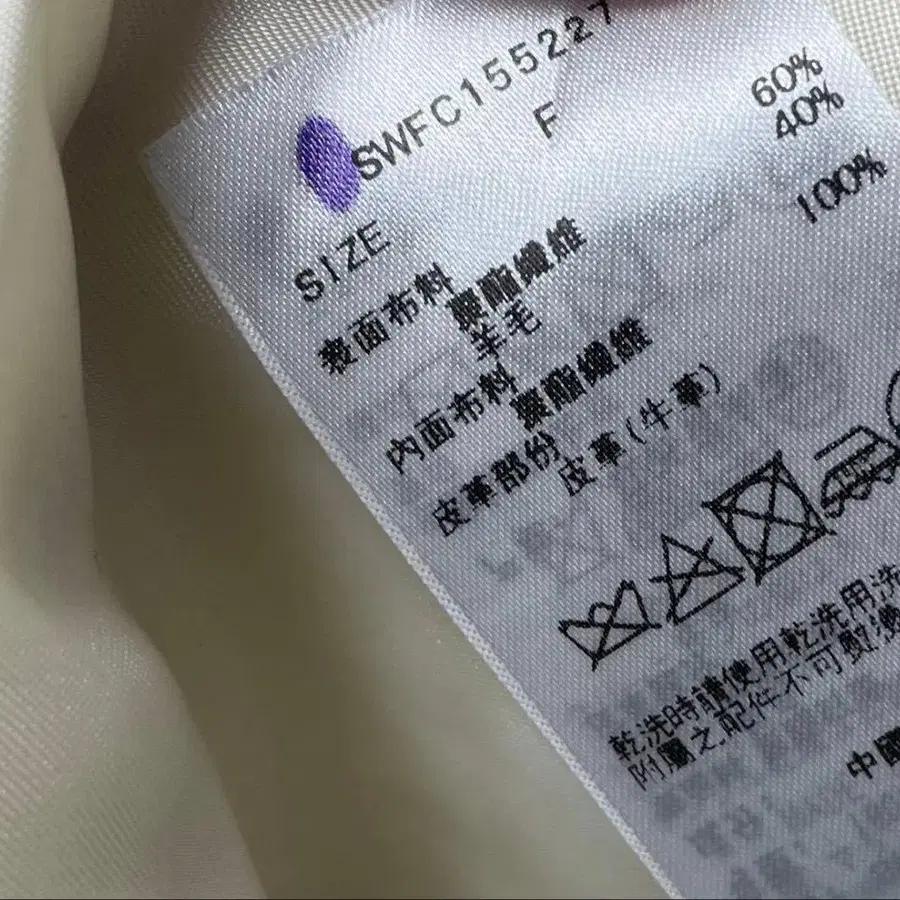 SWFC155227
SIZE F
表面布料 聚酯纖維 60%
羊毛 40%
內面布料 聚酯纖維 100%
皮革部份 皮革(牛革)
乾洗時請使用乾洗用洗
附屬之配件不可熨燙
中國